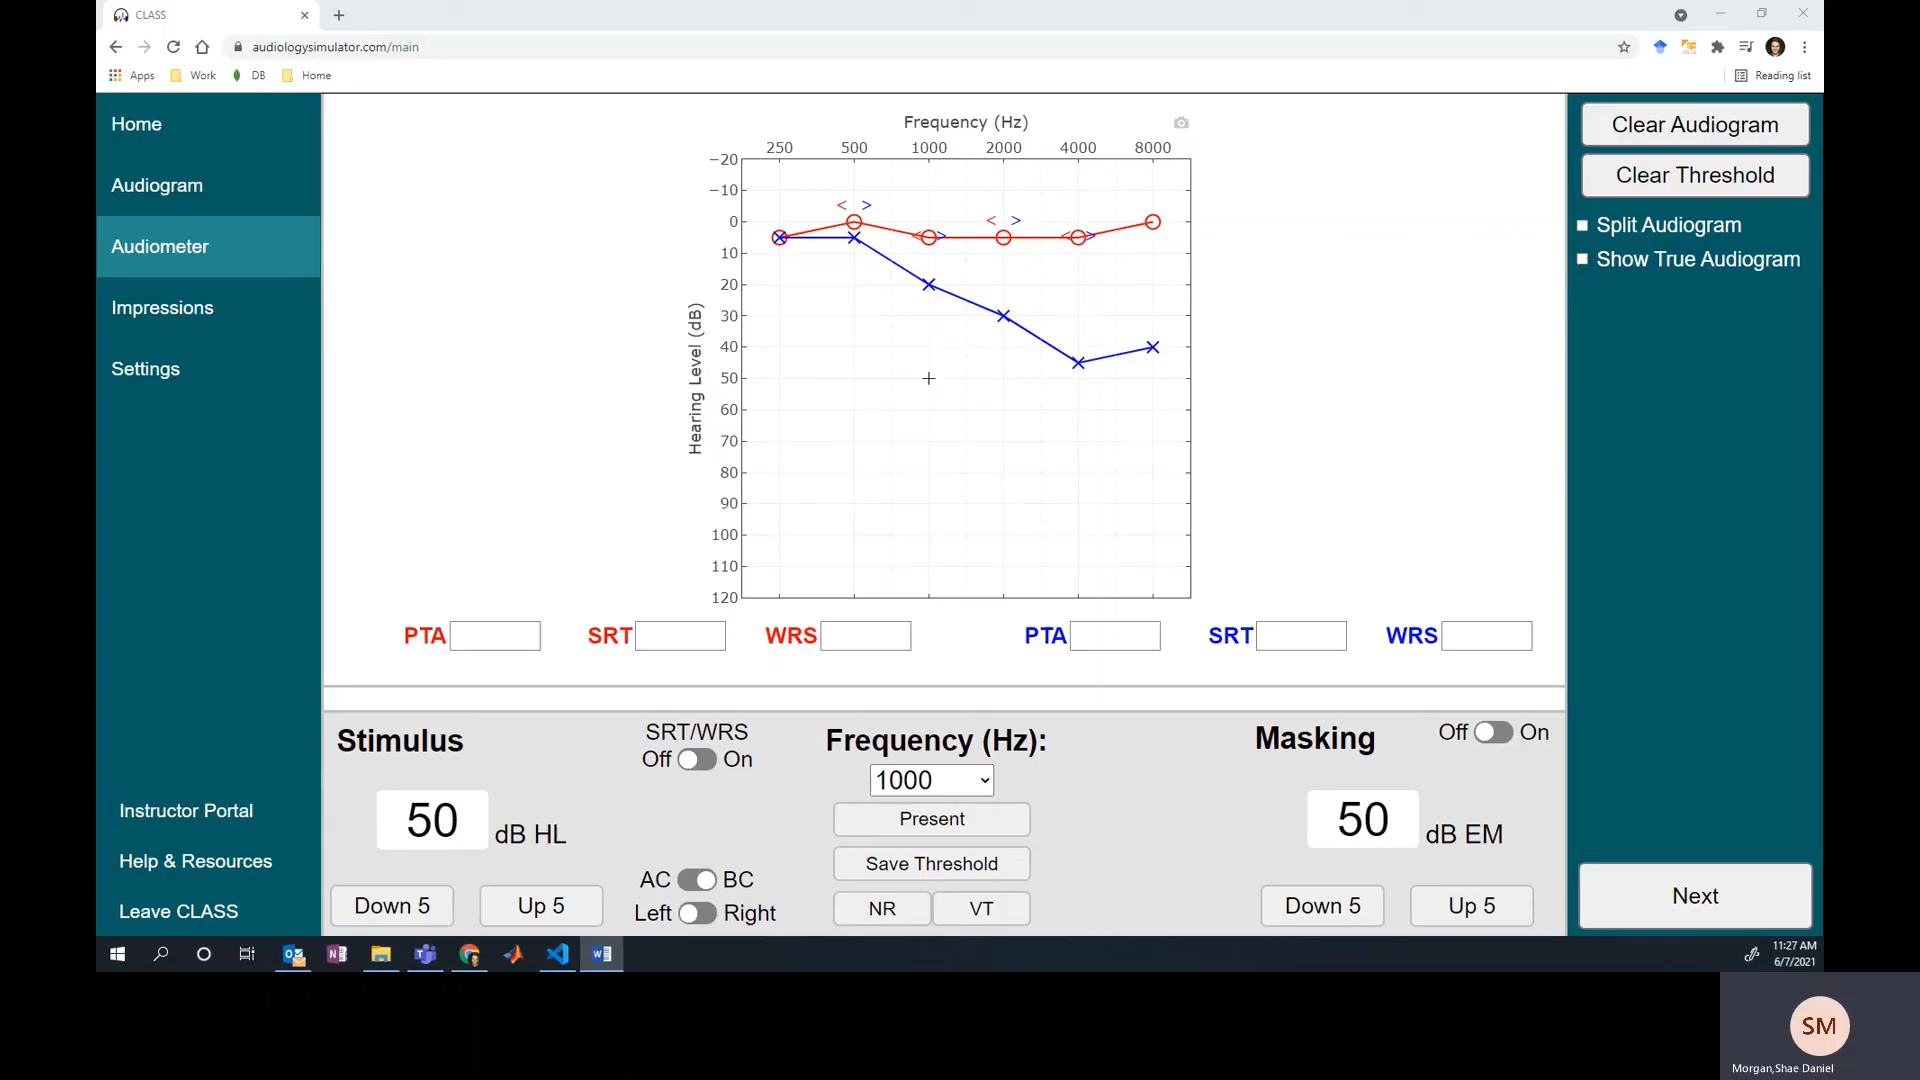 CLASS
audiologysimulator.com/main
Apps Work DB Home Reading list
Home
Audiogram
Audiometer
Impressions
Settings
Instructor Portal
Help & Resources
Leave CLASS
Frequency (Hz)
250 500 1000 2000 4000 8000
Hearing Level (dB)
−20
−10
0
10
20
30
40
50
60
70
80
90
100
110
120
PTA SRT WRS PTA SRT WRS
Stimulus
50 dB HL
Down 5 Up 5
SRT/WRS
Off On
AC BC
Left Right
Frequency (Hz):
1000
Present
Save Threshold
NR VT
Masking
Off On
50 dB EM
Down 5 Up 5
Clear Audiogram
Clear Threshold
Split Audiogram
Show True Audiogram
Next
11:27 AM
6/7/2021
SM
Morgan,Shae Daniel